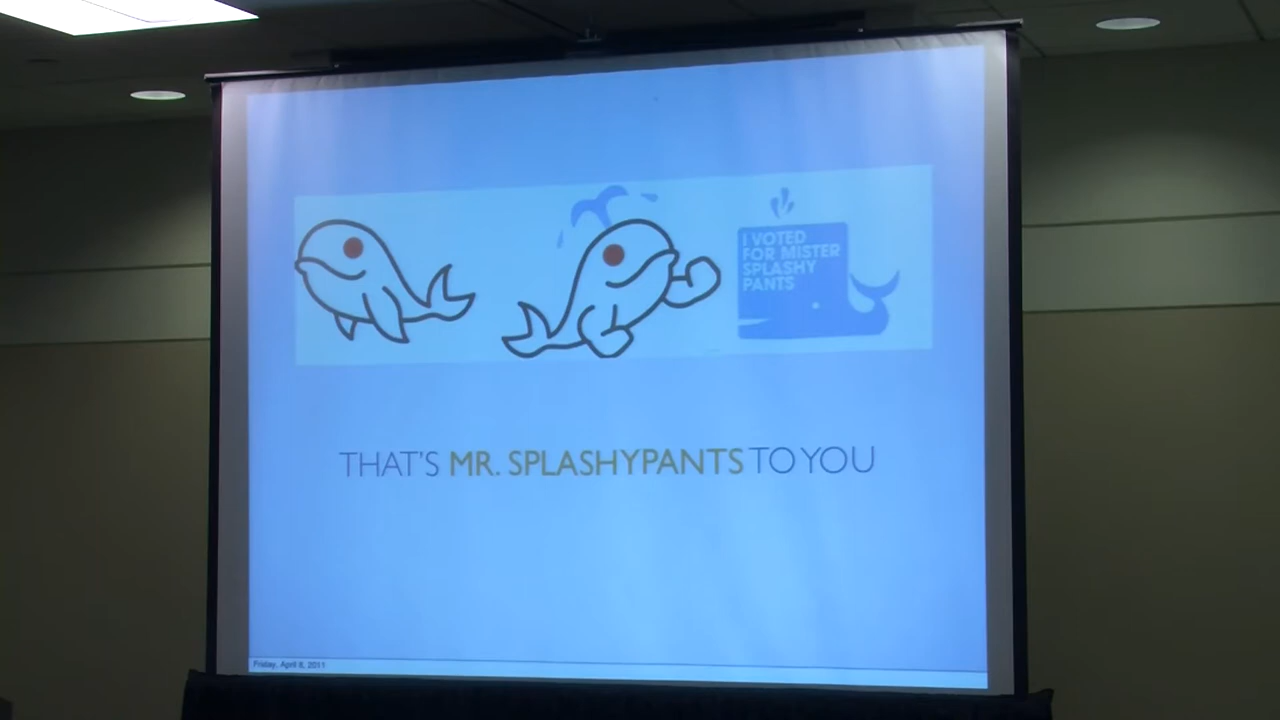 I VOTED
FOR MISTER
SPLASHY
PANTS
THAT'S MR. SPLASHYPANTS TO YOU
Friday, April 8, 2011